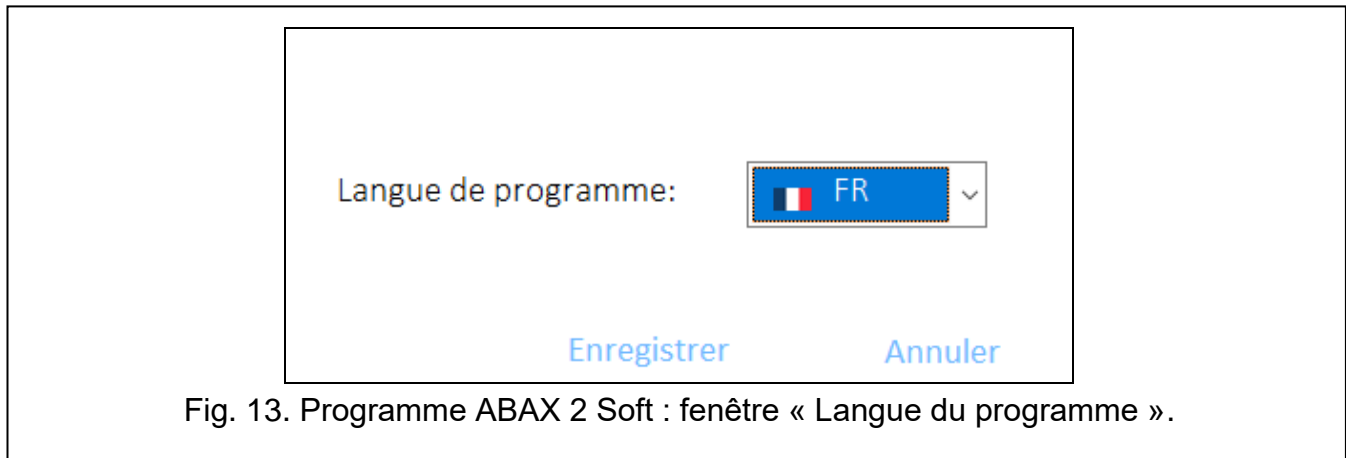 Langue de programme: FR
Enregistrer Annuler
Fig. 13. Programme ABAX 2 Soft : fenêtre « Langue du programme ».